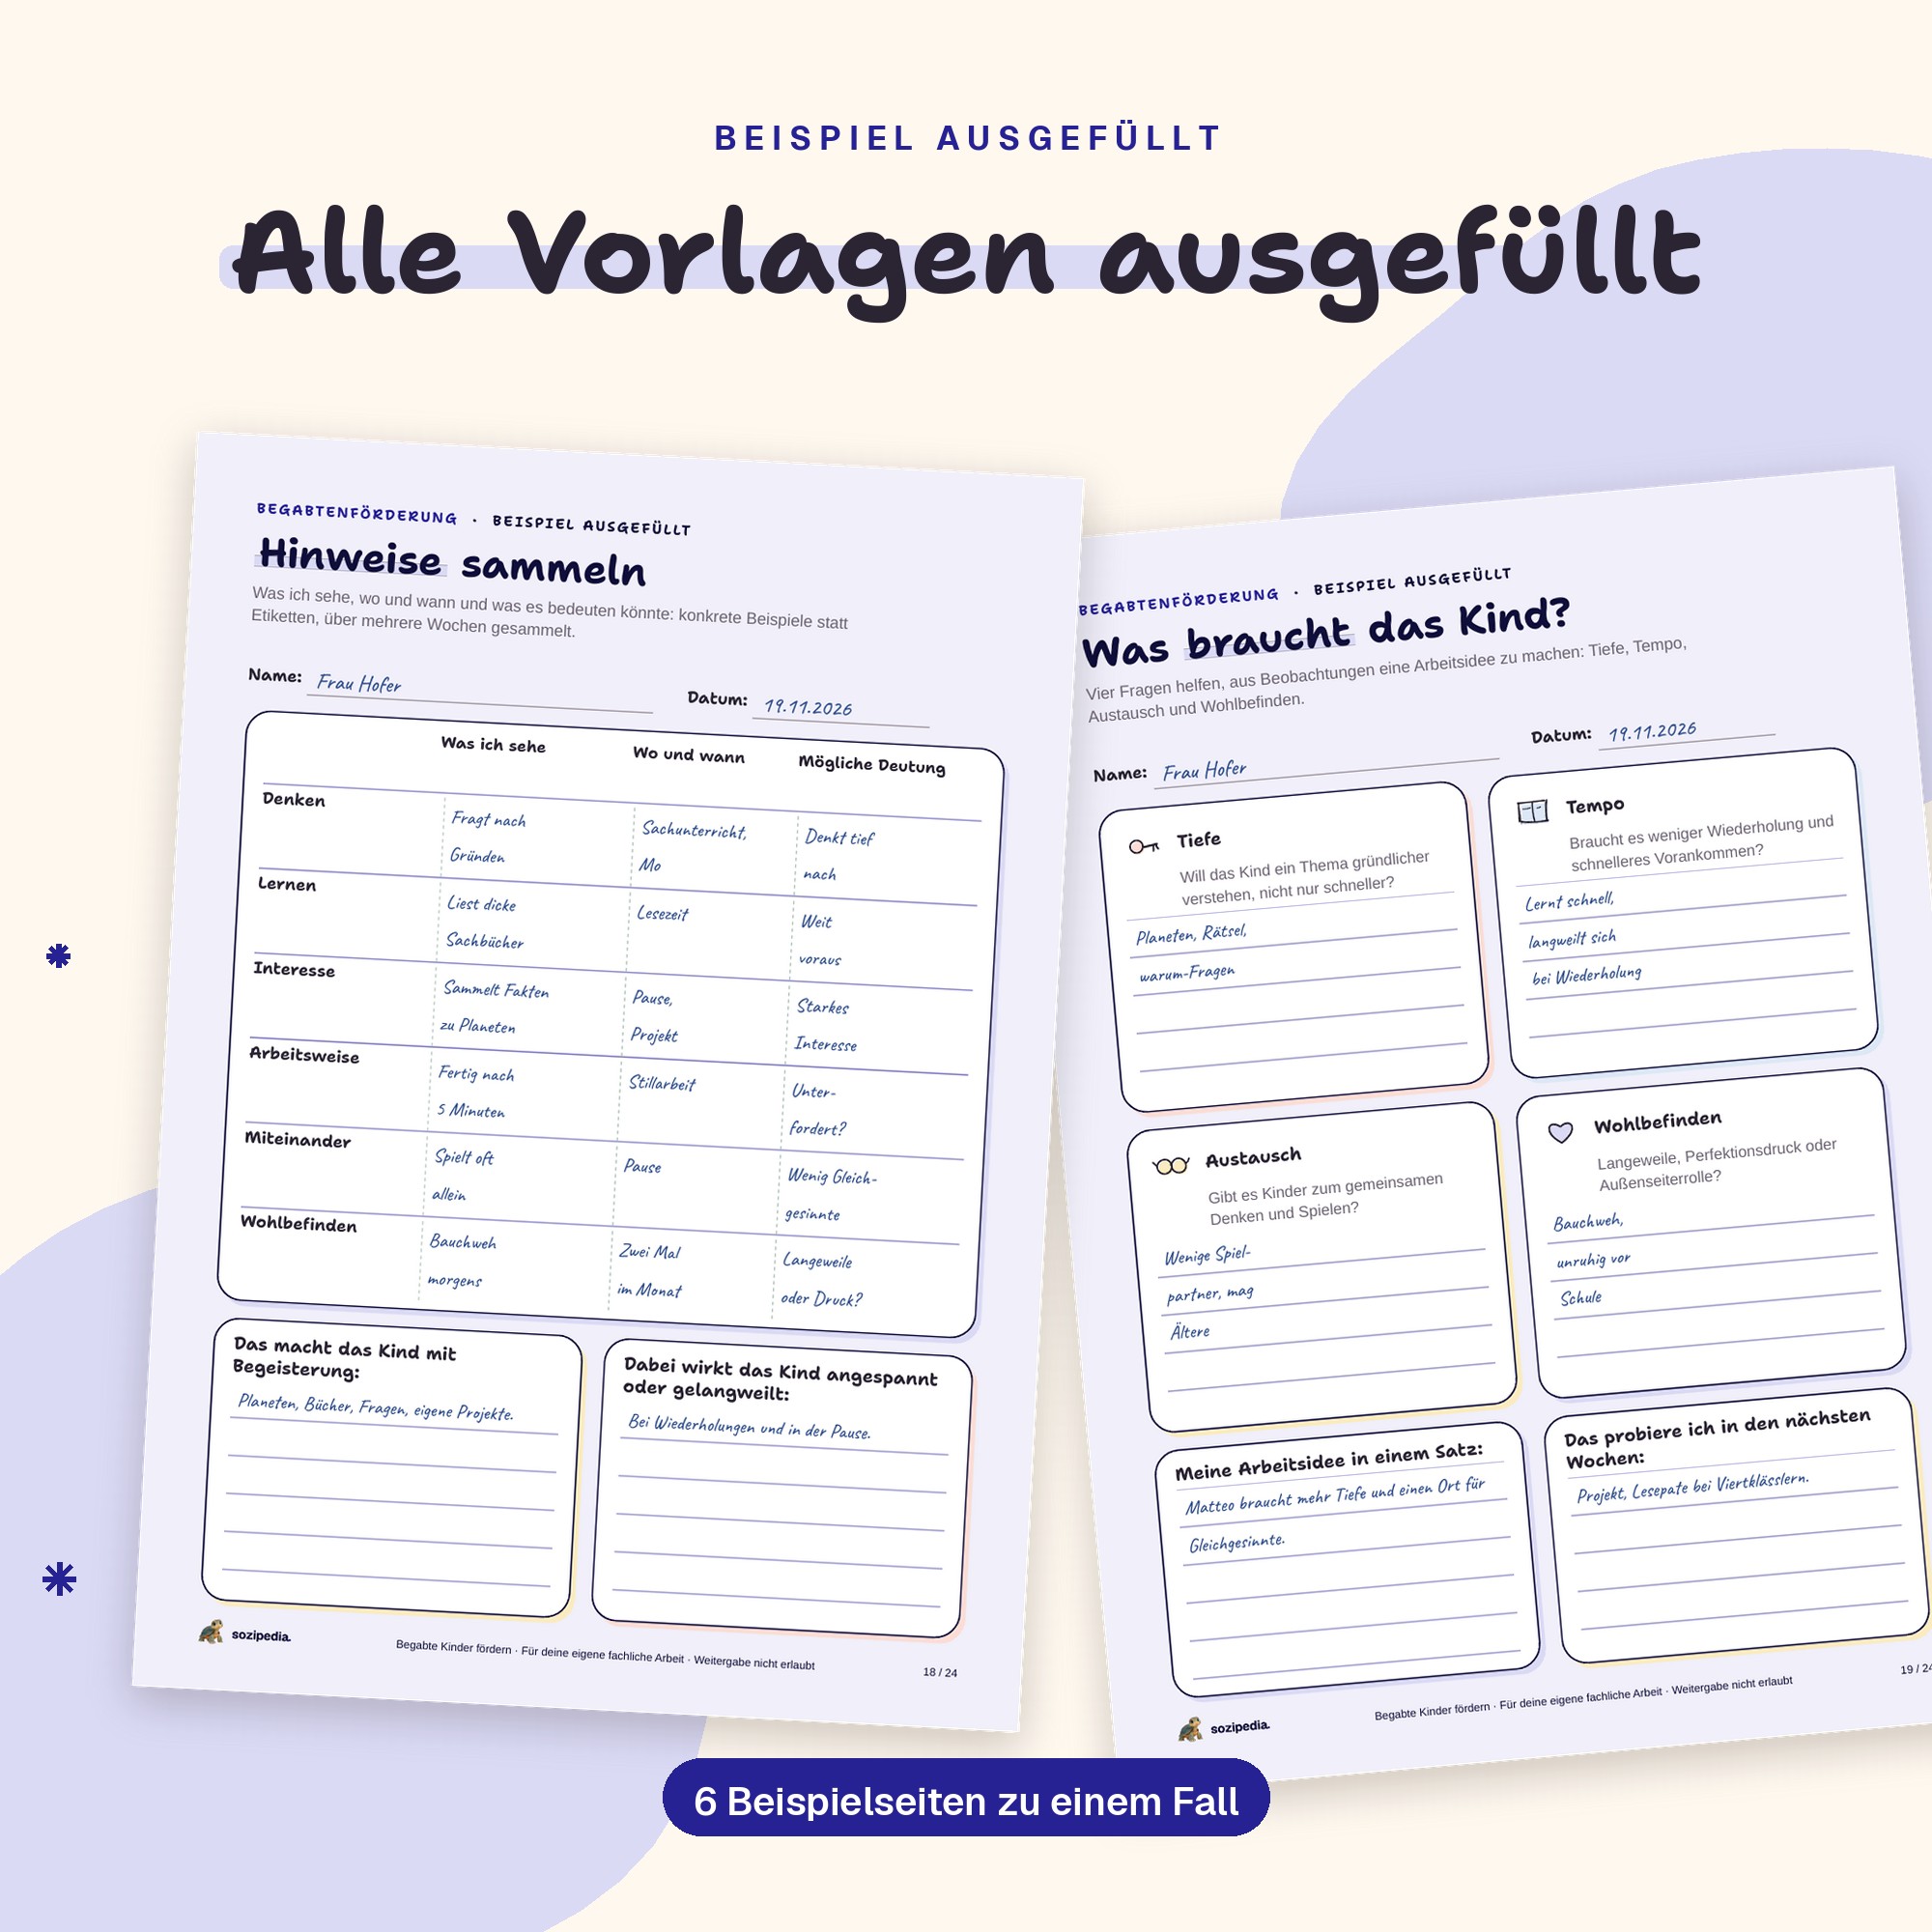 BEISPIEL AUSGEFÜLLT
Alle Vorlagen ausgefüllt
BEGABTENFÖRDERUNG · BEISPIEL AUSGEFÜLLT
Hinweise sammeln
Was ich sehe, wo und wann und was es bedeuten könnte: konkrete Beispiele statt
Etiketten, über mehrere Wochen gesammelt.
Name: Frau Hofer Datum: 19.11.2026
Was ich sehe Wo und wann Mögliche Deutung
Denken
Fragt nach Sachunterricht, Denkt tief
Gründen Mo nach
Lernen
Liest dicke Lesezeit Weit
Sachbücher voraus
Interesse
Sammelt Fakten Pause, Starkes
zu Planeten Projekt Interesse
Arbeitsweise
Fertig nach Stillarbeit Unter-
5 Minuten fordert?
Miteinander
Spielt oft Pause Wenig Gleich-
allein gesinnte
Wohlbefinden
Bauchweh Zwei Mal Langeweile
morgens im Monat oder Druck?
Das macht das Kind mit
Begeisterung:
Planeten, Bücher, Fragen, eigene Projekte.
Dabei wirkt das Kind angespannt
oder gelangweilt:
Bei Wiederholungen und in der Pause.
sozipedia.
Begabte Kinder fördern · Für deine eigene fachliche Arbeit · Weitergabe nicht erlaubt
18 / 24
BEGABTENFÖRDERUNG · BEISPIEL AUSGEFÜLLT
Was braucht das Kind?
Vier Fragen helfen, aus Beobachtungen eine Arbeitsidee zu machen: Tiefe, Tempo,
Austausch und Wohlbefinden.
Name: Frau Hofer Datum: 19.11.2026
Tiefe
Will das Kind ein Thema gründlicher
verstehen, nicht nur schneller?
Planeten, Rätsel,
warum-Fragen
Tempo
Braucht es weniger Wiederholung und
schnelleres Vorankommen?
Lernt schnell,
langweilt sich
bei Wiederholung
Austausch
Gibt es Kinder zum gemeinsamen
Denken und Spielen?
Wenige Spiel-
partner, mag
Ältere
Wohlbefinden
Langeweile, Perfektionsdruck oder
Außenseiterrolle?
Bauchweh,
unruhig vor
Schule
Meine Arbeitsidee in einem Satz:
Matteo braucht mehr Tiefe und einen Ort für
Gleichgesinnte.
Das probiere ich in den nächsten
Wochen:
Projekt, Lesepate bei Viertklässlern.
sozipedia.
Begabte Kinder fördern · Für deine eigene fachliche Arbeit · Weitergabe nicht erlaubt
19 / 24
6 Beispielseiten zu einem Fall